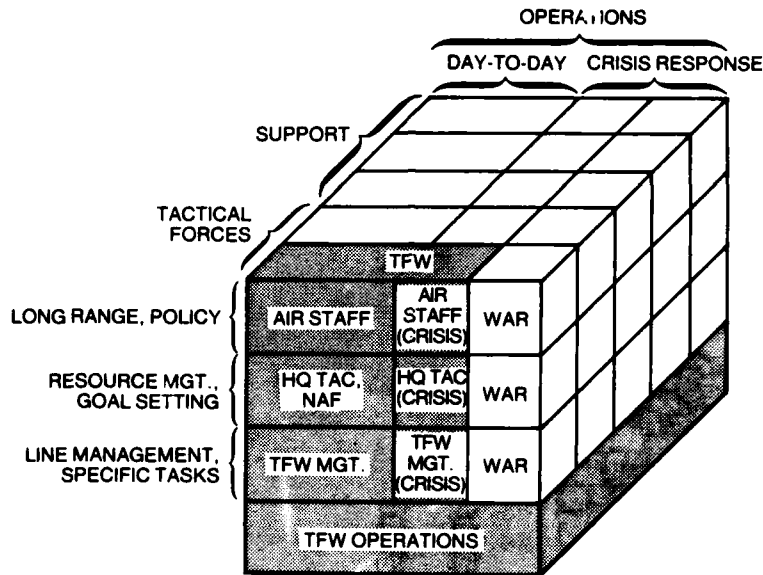 OPERATIONS
DAY-TO-DAY CRISIS RESPONSE
SUPPORT
TACTICAL
FORCES
TFW
LONG RANGE, POLICY
AIR STAFF
AIR
STAFF
(CRISIS)
WAR
RESOURCE MGT.,
GOAL SETTING
HQ TAC,
NAF
HQ TAC
(CRISIS)
WAR
LINE MANAGEMENT,
SPECIFIC TASKS
TFW MGT.
TFW
MGT.
(CRISIS)
WAR
TFW OPERATIONS